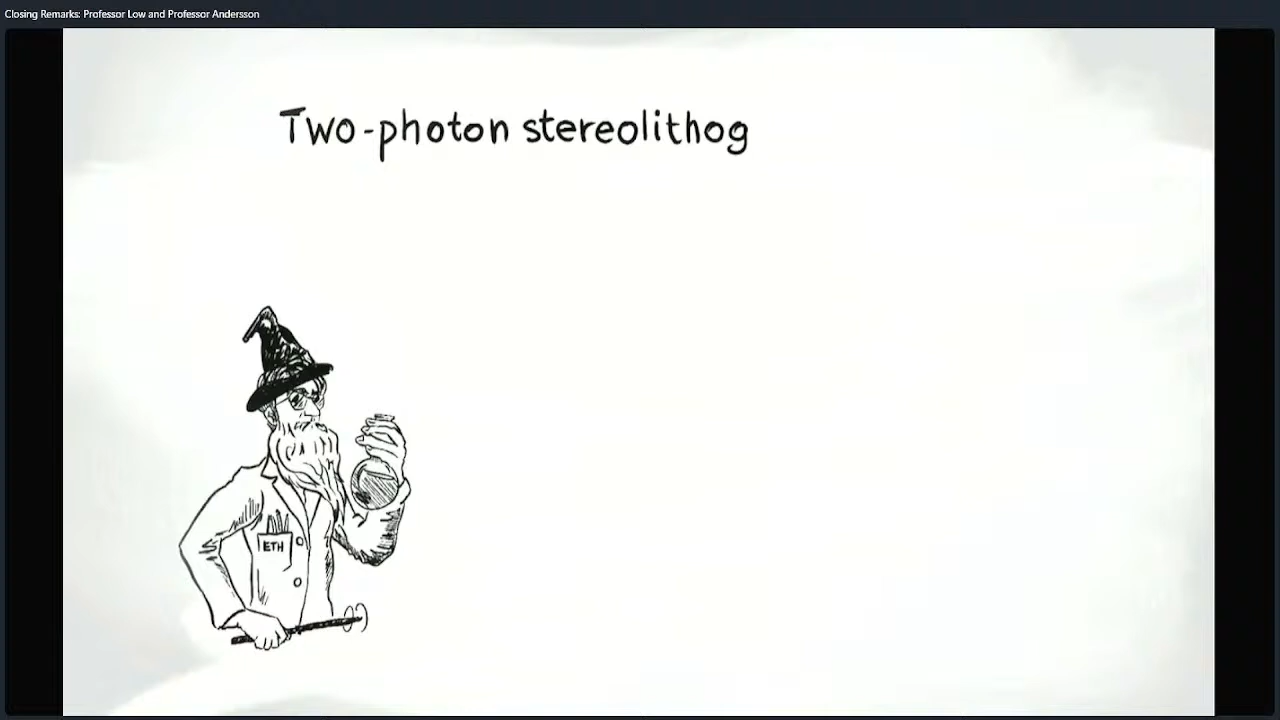 Closing Remarks: Professor Low and Professor Andersson
Two-photon stereolithog
ETH